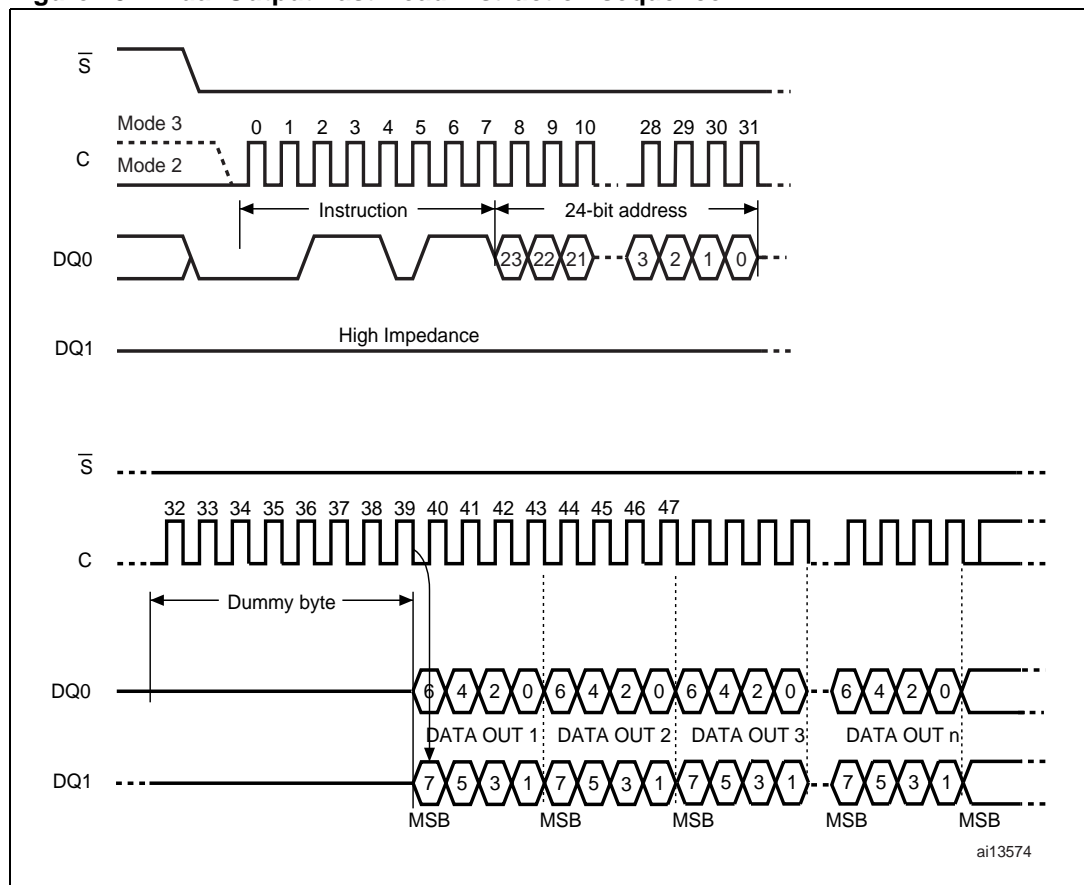 S
Mode 3
0 1 2 3 4 5 6 7 8 9 10 28 29 30 31
C
Mode 2
Instruction 24-bit address
DQ0 23 22 21 3 2 1 0
High Impedance
DQ1
S
32 33 34 35 36 37 38 39 40 41 42 43 44 45 46 47
C
Dummy byte
DQ0 6 4 2 0 6 4 2 0 6 4 2 0 6 4 2 0
DATA OUT 1 DATA OUT 2 DATA OUT 3 DATA OUT n
DQ1 7 5 3 1 7 5 3 1 7 5 3 1 7 5 3 1
MSB MSB MSB MSB MSB
ai13574